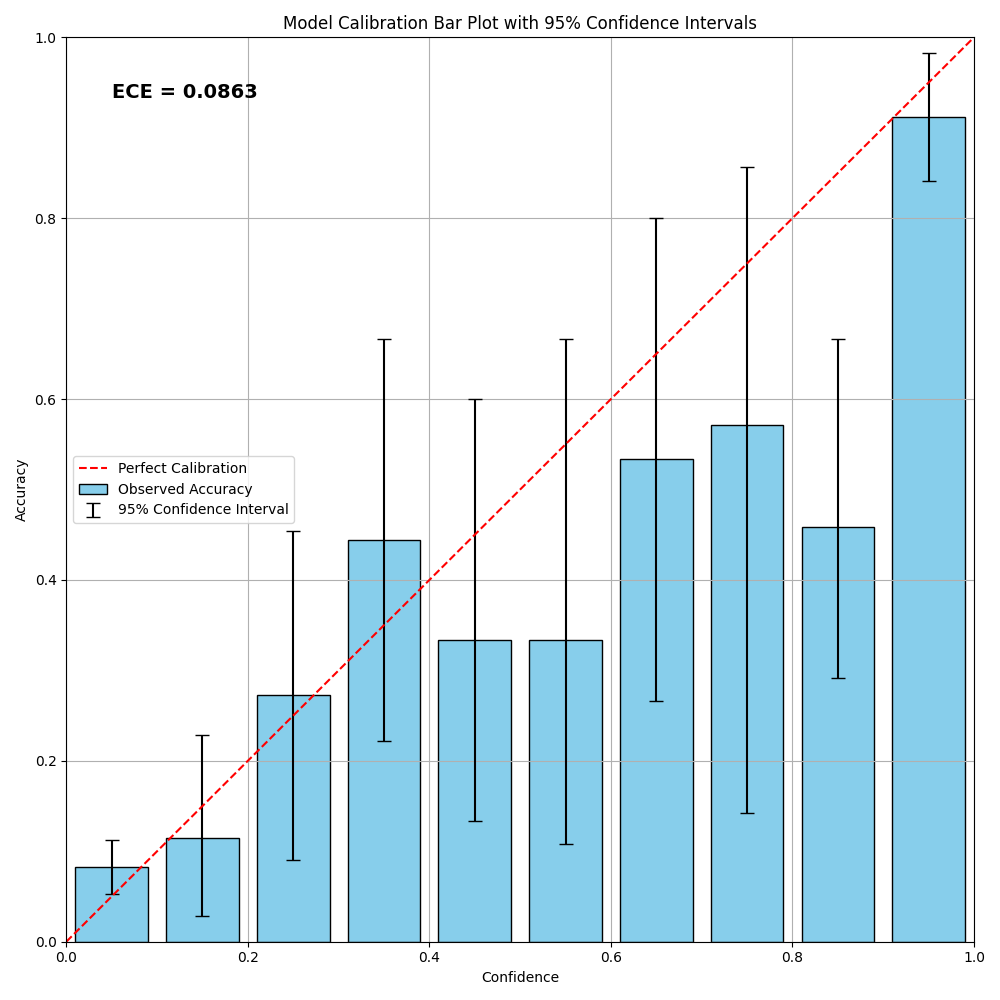 Model Calibration Bar Plot with 95% Confidence Intervals
ECE = 0.0863
Accuracy
1.0
0.8
0.6
0.4
0.2
0.0
Perfect Calibration
Observed Accuracy
95% Confidence Interval
0.0 0.2 0.4 0.6 0.8 1.0
Confidence